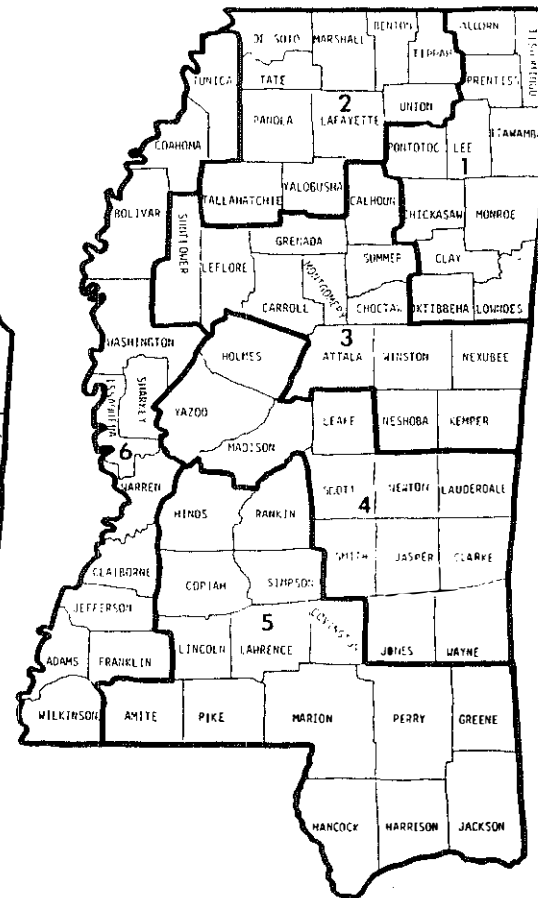 DE SOTO MARSHALL BENTON TIPPAH ALCORN
TISHOMINGO
PRENTISS
TUNICA TATE
2
UNION
PANOLA LAFAYETTE
PONTOTOC LEE ITAWAMBA
1
COAHOMA
TALLAHATCHIE YALOBUSHA
CALHOUN CHICKASAW MONROE
BOLIVAR SUNFLOWER
GRENADA
LEFLORE MONTGOMERY SUMMER CLAY
CARROLL CHOCTAW OKTIBBEHA LOWNDES
3
WASHINGTON
HOLMES ATTALA WINSTON NEXUBEE
SHARKEY
YAZOO LEAKE NESHOBA KEMPER
6
MADISON
WARREN
SCOTT NEWTON LAUDERDALE
4
HINDS RANKIN
SMITH JASPER CLARKE
CLAIBORNE
COPIAH SIMPSON
JEFFERSON
5
COVINGTON
LINCOLN LAWRENCE JONES WAYNE
ADAMS FRANKLIN
WILKINSON AMITE PIKE MARION PERRY GREENE
HANCOCK HARRISON JACKSON